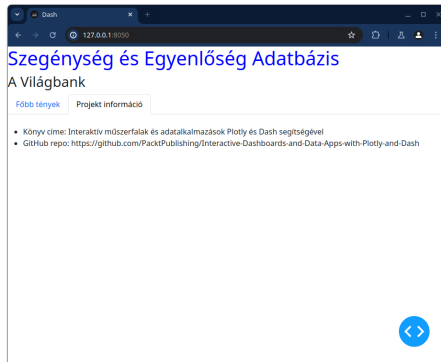 Dash
127.0.0.1:8050
Szegénység és Egyenlőség Adatbázis
A Világbank
Főbb tények Projekt információ
Könyv címe: Interaktív műszerfalak és adatalkalmazások Plotly és Dash segítségével
GitHub repo: https://github.com/PacktPublishing/Interactive-Dashboards-and-Data-Apps-with-Plotly-and-Dash